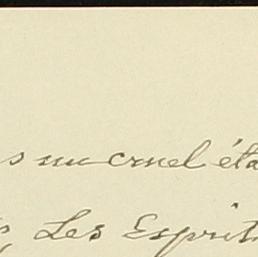 s un cruel éta
s, Les Esprit